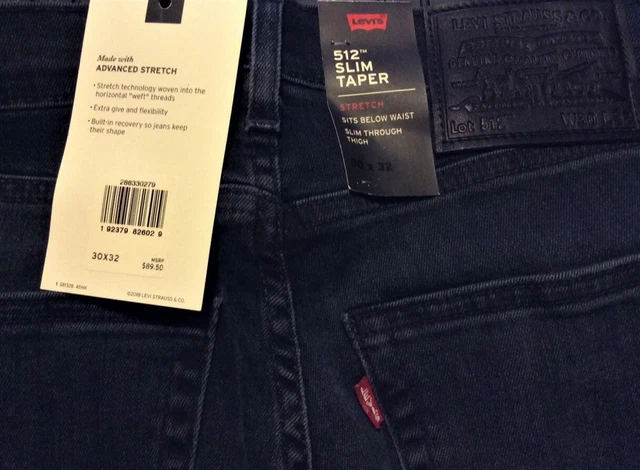 Made with
ADVANCED STRETCH
• Stretch technology woven into the
horizontal "weft" threads
• Extra give and flexibility
• Built-in recovery so jeans keep
their shape
288330279
1 92379 82602 9
30X32
MSRP
$89.50
©2018 LEVI STRAUSS & CO.
Levi's
512™
SLIM
TAPER
STRETCH
SITS BELOW WAIST
SLIM THROUGH
THIGH
30 x 32
LEVI STRAUSS & CO.
Lot 512
LEVI'S